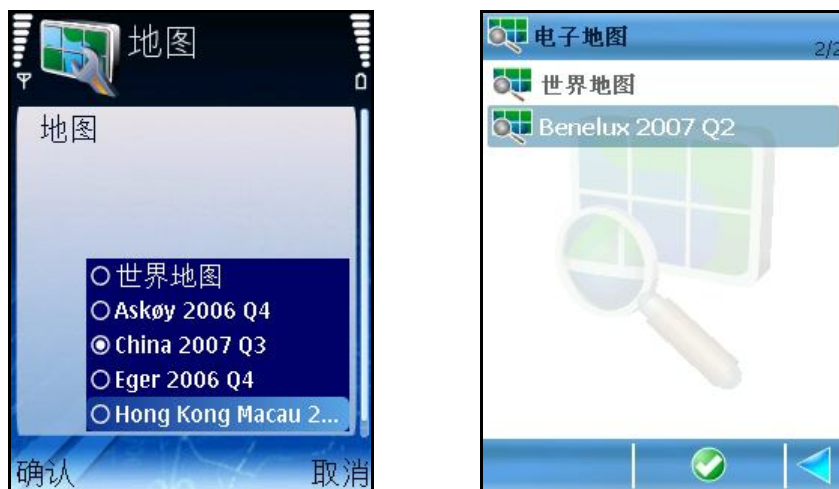 地图
地图
世界地图
Askøy 2006 Q4
China 2007 Q3
Eger 2006 Q4
Hong Kong Macau 2...
确认 取消
电子地图
2/2
世界地图
Benelux 2007 Q2